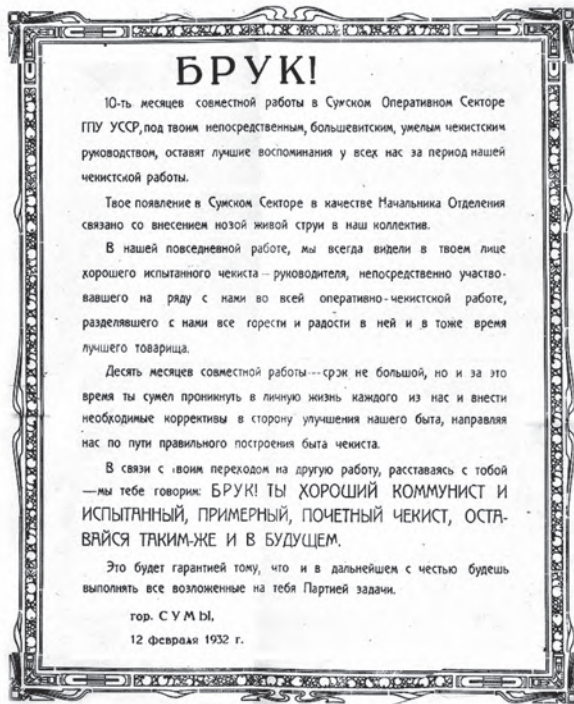 БРУК!
10-ть месяцев совместной работы в Сумском Оперативном Секторе
ГПУ УССР, под твоим непосредственным, большевитским, умелым чекистским
руководством, оставят лучшие воспоминания у всех нас за период нашей
чекистской работы.
Твое появление в Сумском Секторе в качестве Начальника Отделения
связано со внесением нозой живой струи в наш коллектив.
В нашей повседневной работе, мы всегда видели в твоем лице
хорошего испытанного чекиста — руководителя, непосредственно участво-
вавшего на ряду с нами во всей оперативно-чекистской работе,
разделявшего с нами все горести и радости в ней и в тоже время
лучшего товарища.
Десять месяцев совместной работы — срок не большой, но и за это
время ты сумел проникнуть в личную жизнь каждого из нас и внести
необходимые коррективы в сторону улучшения нашего быта, направляя
нас по пути правильного построения быта чекиста.
В связи с твоим переходом на другую работу, расставаясь с тобой
—мы тебе говорим: БРУК! ТЫ ХОРОШИЙ КОММУНИСТ И
ИСПЫТАННЫЙ, ПРИМЕРНЫЙ, ПОЧЕТНЫЙ ЧЕКИСТ, ОСТА-
ВАЙСЯ ТАКИМ-ЖЕ И В БУДУЩЕМ.
Это будет гарантией тому, что и в дальнейшем с честью будешь
выполнять все возложенные на тебя Партией задачи.
гор. СУМЫ,
12 февраля 1932 г.